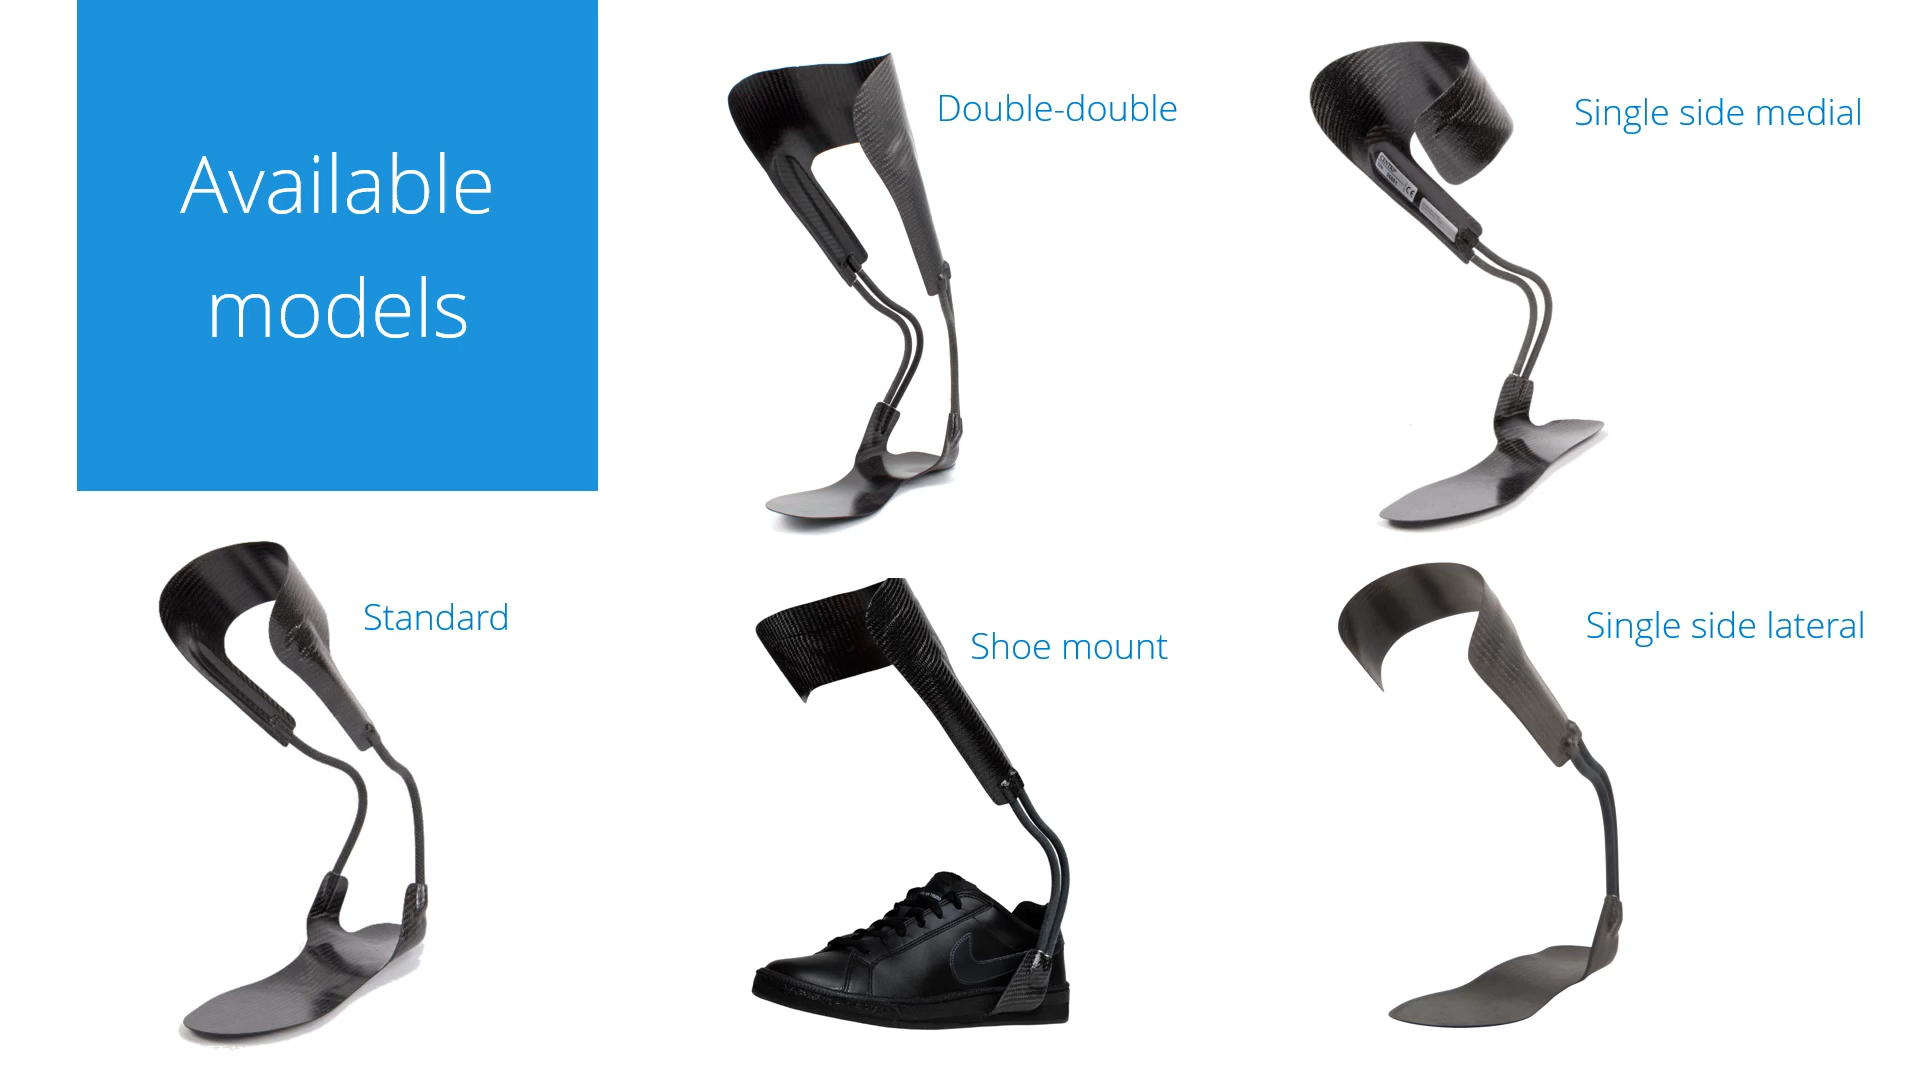 Available
models
Double-double
Single side medial
Standard
Shoe mount
Single side lateral